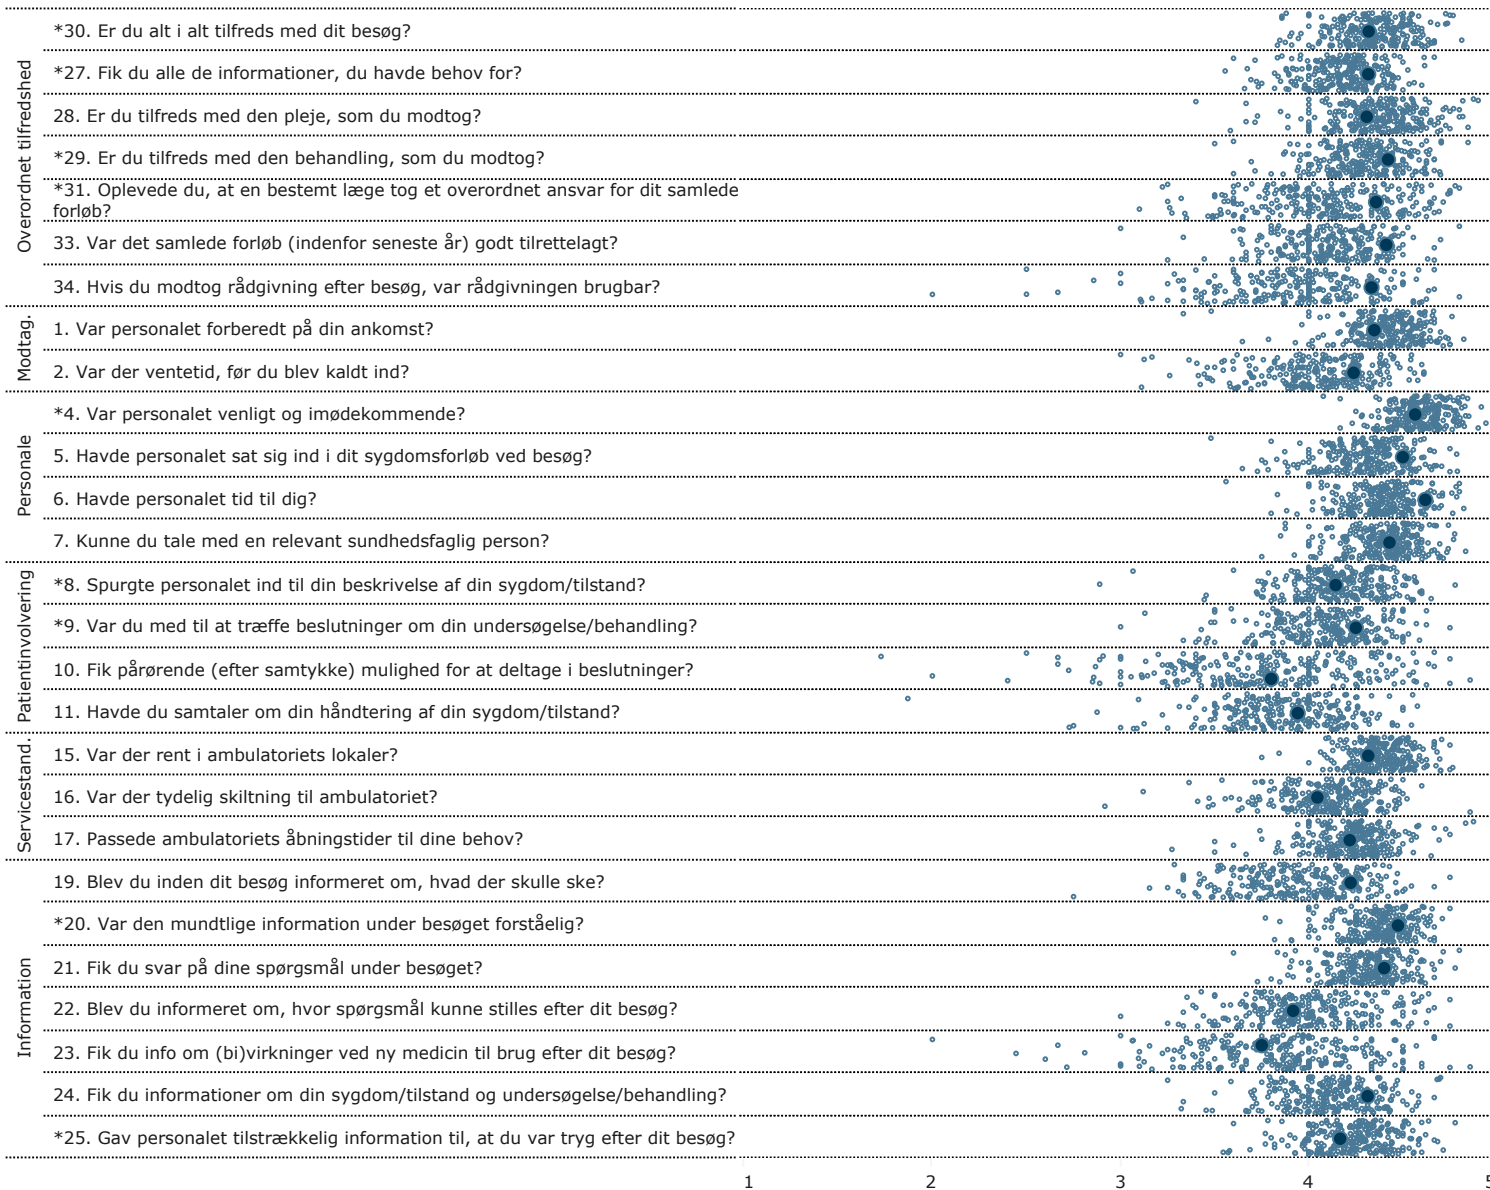 Overordnet tilfredshed
*30. Er du alt i alt tilfreds med dit besøg?
*27. Fik du alle de informationer, du havde behov for?
28. Er du tilfreds med den pleje, som du modtog?
*29. Er du tilfreds med den behandling, som du modtog?
*31. Oplevede du, at en bestemt læge tog et overordnet ansvar for dit samlede
forløb?
33. Var det samlede forløb (indenfor seneste år) godt tilrettelagt?
34. Hvis du modtog rådgivning efter besøg, var rådgivningen brugbar?
Modtag.
1. Var personalet forberedt på din ankomst?
2. Var der ventetid, før du blev kaldt ind?
Personale
*4. Var personalet venligt og imødekommende?
5. Havde personalet sat sig ind i dit sygdomsforløb ved besøg?
6. Havde personalet tid til dig?
7. Kunne du tale med en relevant sundhedsfaglig person?
Patientinvolvering
*8. Spurgte personalet ind til din beskrivelse af din sygdom/tilstand?
*9. Var du med til at træffe beslutninger om din undersøgelse/behandling?
10. Fik pårørende (efter samtykke) mulighed for at deltage i beslutninger?
11. Havde du samtaler om din håndtering af din sygdom/tilstand?
Servicestand.
15. Var der rent i ambulatoriets lokaler?
16. Var der tydelig skiltning til ambulatoriet?
17. Passede ambulatoriets åbningstider til dine behov?
Information
19. Blev du inden dit besøg informeret om, hvad der skulle ske?
*20. Var den mundtlige information under besøget forståelig?
21. Fik du svar på dine spørgsmål under besøget?
22. Blev du informeret om, hvor spørgsmål kunne stilles efter dit besøg?
23. Fik du info om (bi)virkninger ved ny medicin til brug efter dit besøg?
24. Fik du informationer om din sygdom/tilstand og undersøgelse/behandling?
*25. Gav personalet tilstrækkelig information til, at du var tryg efter dit besøg?
1 2 3 4 5